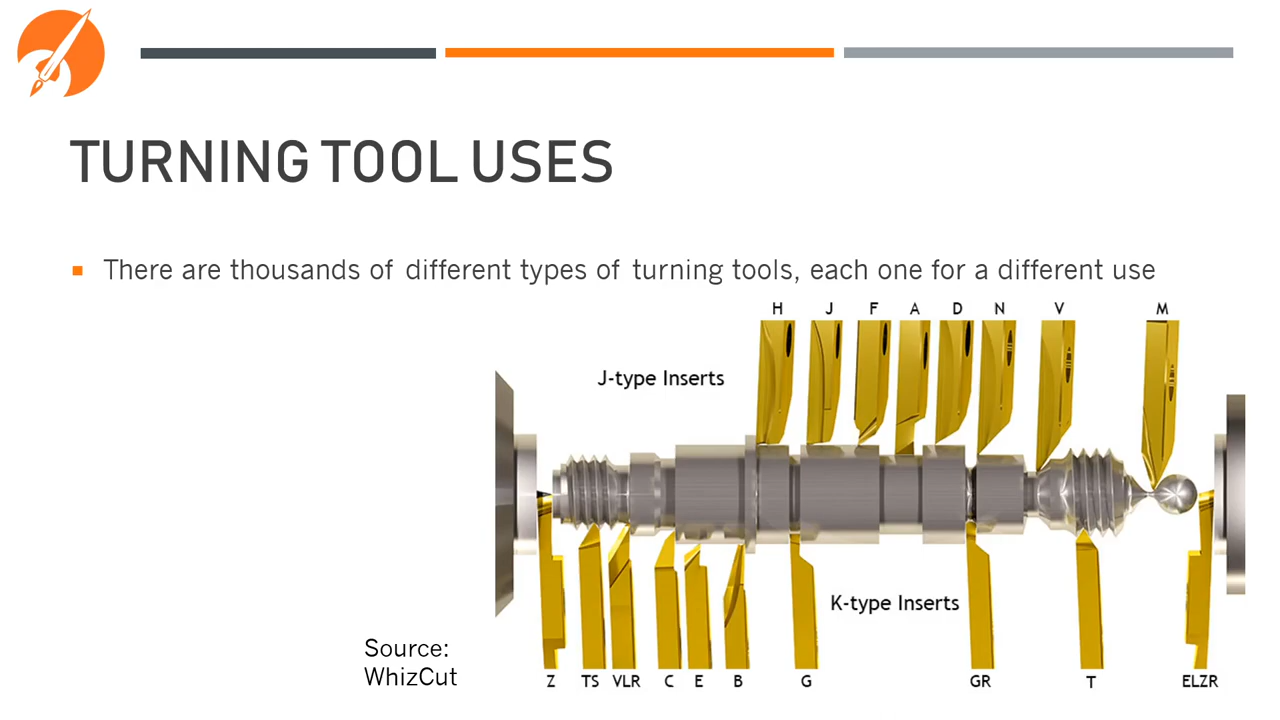 TURNING TOOL USES
There are thousands of different types of turning tools, each one for a different use
H J F A D N V M
J-type Inserts
K-type Inserts
Source:
WhizCut
Z TS VLR C E B G GR T ELZR